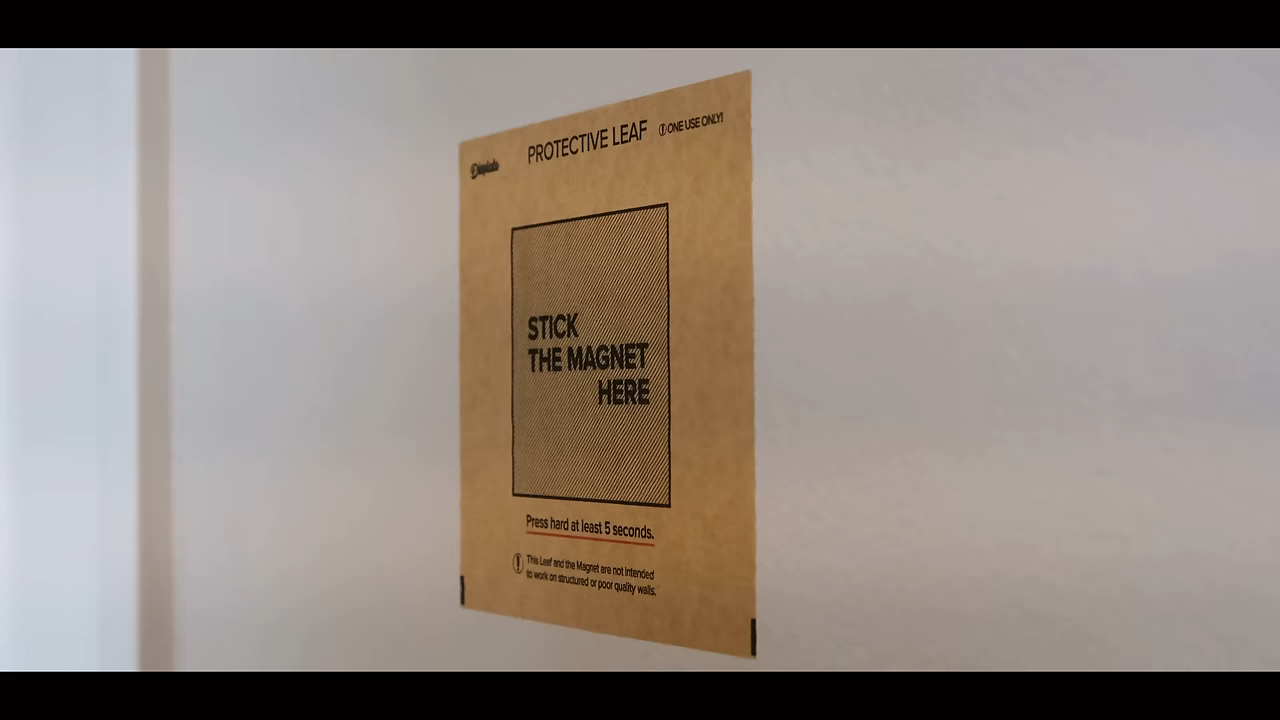 Displate
PROTECTIVE LEAF
ONE USE ONLY!
STICK
THE MAGNET
HERE
Press hard at least 5 seconds.
This Leaf and the Magnet are not intended
to work on structured or poor quality walls.